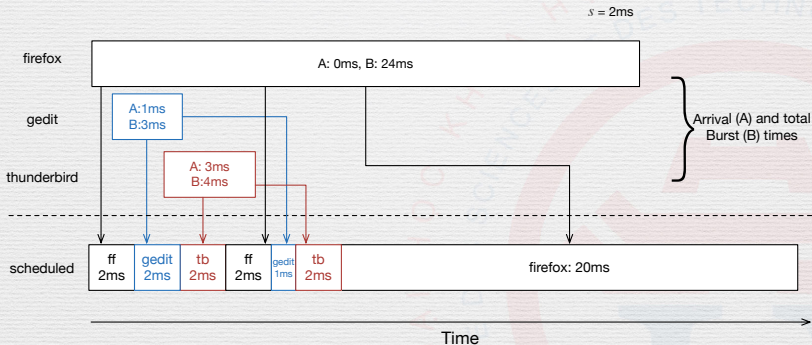 s = 2ms
firefox
A: 0ms, B: 24ms
gedit
A:1ms
B:3ms
Arrival (A) and total
Burst (B) times
thunderbird
A: 3ms
B:4ms
scheduled
ff
2ms
gedit
2ms
tb
2ms
ff
2ms
gedit
1ms
tb
2ms
firefox: 20ms
Time